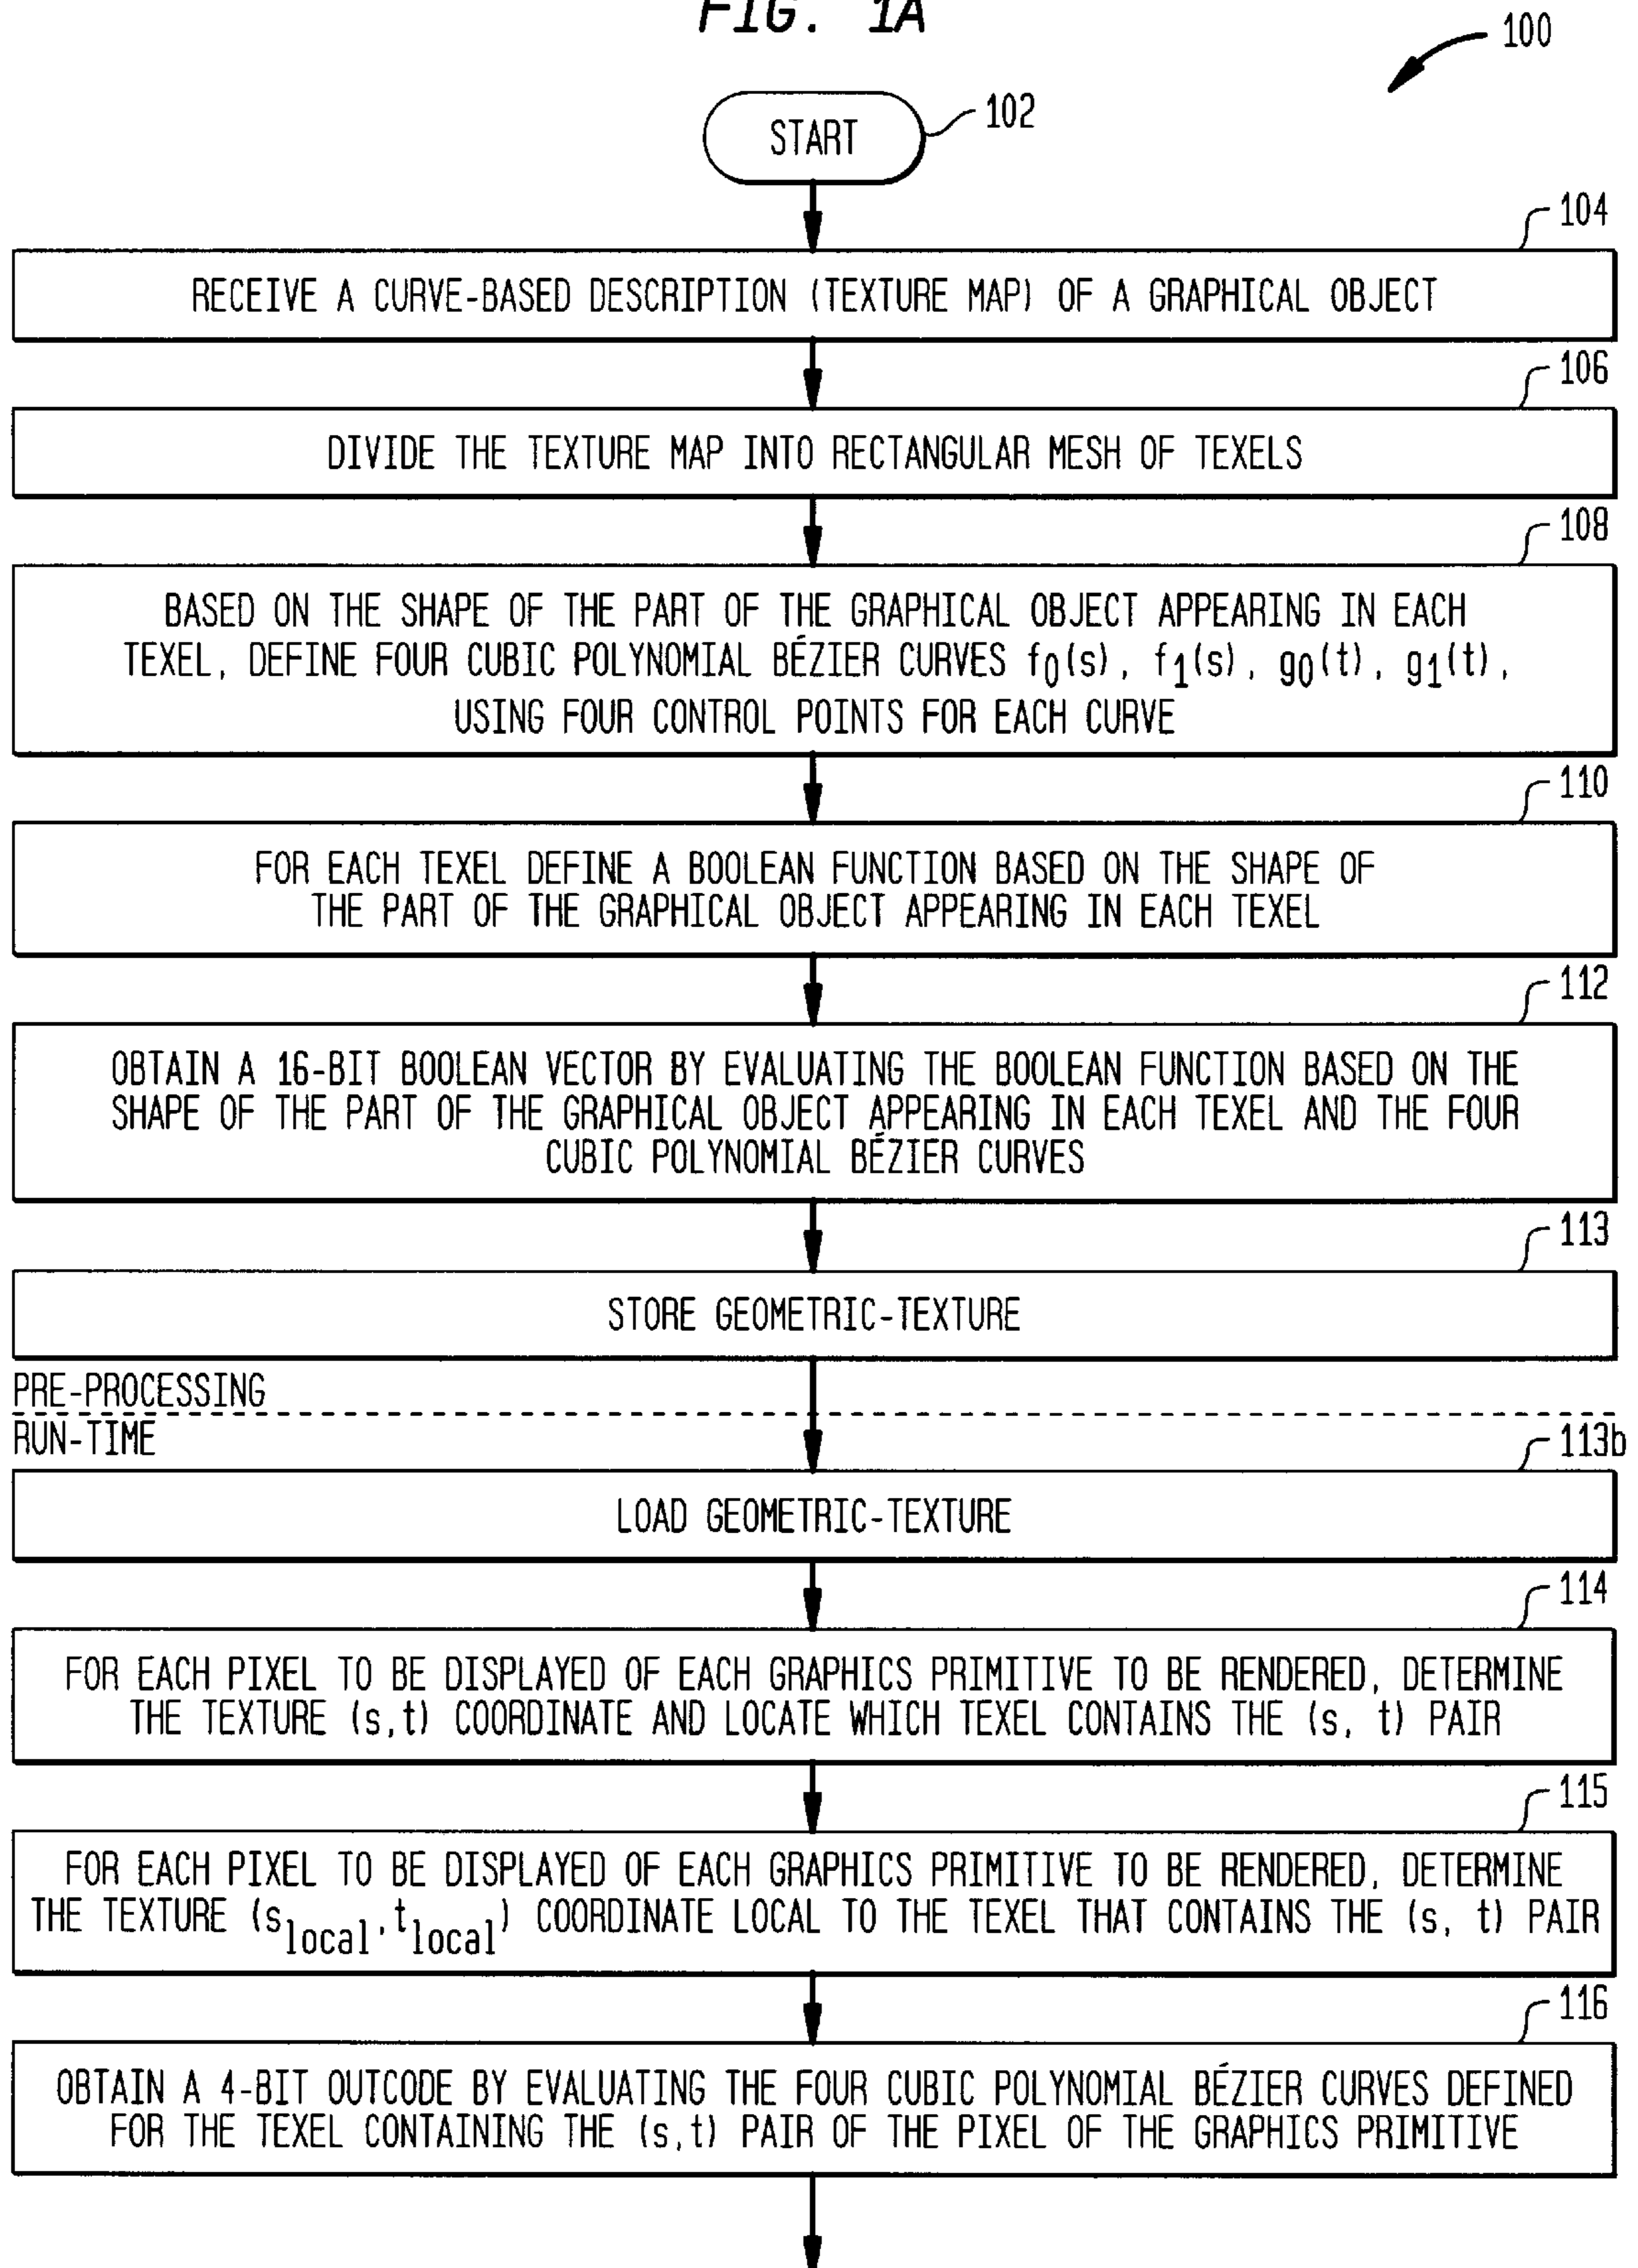 FIG. 1A
100
START
102
104
RECEIVE A CURVE-BASED DESCRIPTION (TEXTURE MAP) OF A GRAPHICAL OBJECT
106
DIVIDE THE TEXTURE MAP INTO RECTANGULAR MESH OF TEXELS
108
BASED ON THE SHAPE OF THE PART OF THE GRAPHICAL OBJECT APPEARING IN EACH
TEXEL, DEFINE FOUR CUBIC POLYNOMIAL BÉZIER CURVES f0(s), f1(s), g0(t), g1(t),
USING FOUR CONTROL POINTS FOR EACH CURVE
110
FOR EACH TEXEL DEFINE A BOOLEAN FUNCTION BASED ON THE SHAPE OF
THE PART OF THE GRAPHICAL OBJECT APPEARING IN EACH TEXEL
112
OBTAIN A 16-BIT BOOLEAN VECTOR BY EVALUATING THE BOOLEAN FUNCTION BASED ON THE
SHAPE OF THE PART OF THE GRAPHICAL OBJECT APPEARING IN EACH TEXEL AND THE FOUR
CUBIC POLYNOMIAL BÉZIER CURVES
113
STORE GEOMETRIC-TEXTURE
PRE-PROCESSING
RUN-TIME
113b
LOAD GEOMETRIC-TEXTURE
114
FOR EACH PIXEL TO BE DISPLAYED OF EACH GRAPHICS PRIMITIVE TO BE RENDERED, DETERMINE
THE TEXTURE (s,t) COORDINATE AND LOCATE WHICH TEXEL CONTAINS THE (s, t) PAIR
115
FOR EACH PIXEL TO BE DISPLAYED OF EACH GRAPHICS PRIMITIVE TO BE RENDERED, DETERMINE
THE TEXTURE (slocal,tlocal) COORDINATE LOCAL TO THE TEXEL THAT CONTAINS THE (s, t) PAIR
116
OBTAIN A 4-BIT OUTCODE BY EVALUATING THE FOUR CUBIC POLYNOMIAL BÉZIER CURVES DEFINED
FOR THE TEXEL CONTAINING THE (s,t) PAIR OF THE PIXEL OF THE GRAPHICS PRIMITIVE